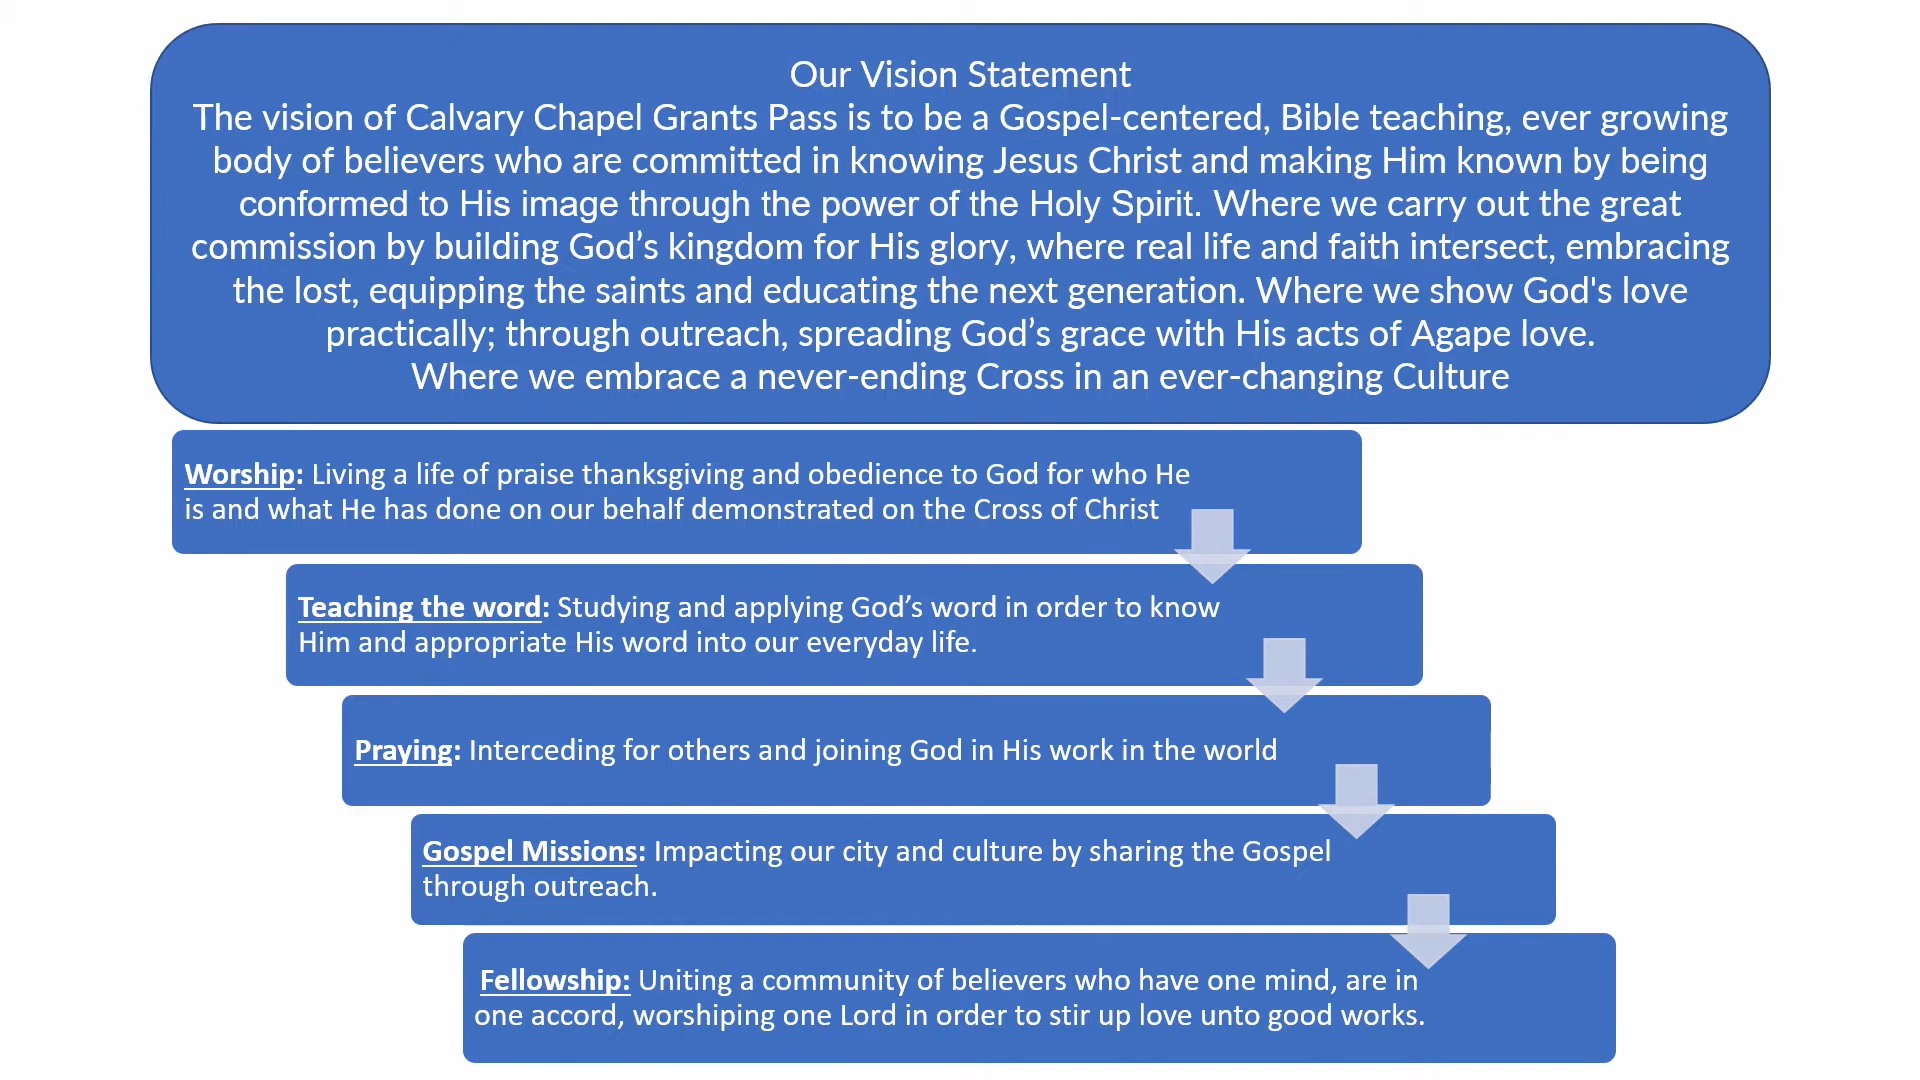 Our Vision Statement
The vision of Calvary Chapel Grants Pass is to be a Gospel-centered, Bible teaching, ever growing
body of believers who are committed in knowing Jesus Christ and making Him known by being
conformed to His image through the power of the Holy Spirit. Where we carry out the great
commission by building God’s kingdom for His glory, where real life and faith intersect, embracing
the lost, equipping the saints and educating the next generation. Where we show God's love
practically; through outreach, spreading God’s grace with His acts of Agape love.
Where we embrace a never-ending Cross in an ever-changing Culture
Worship: Living a life of praise thanksgiving and obedience to God for who He
is and what He has done on our behalf demonstrated on the Cross of Christ
Teaching the word: Studying and applying God’s word in order to know
Him and appropriate His word into our everyday life.
Praying: Interceding for others and joining God in His work in the world
Gospel Missions: Impacting our city and culture by sharing the Gospel
through outreach.
Fellowship: Uniting a community of believers who have one mind, are in
one accord, worshiping one Lord in order to stir up love unto good works.